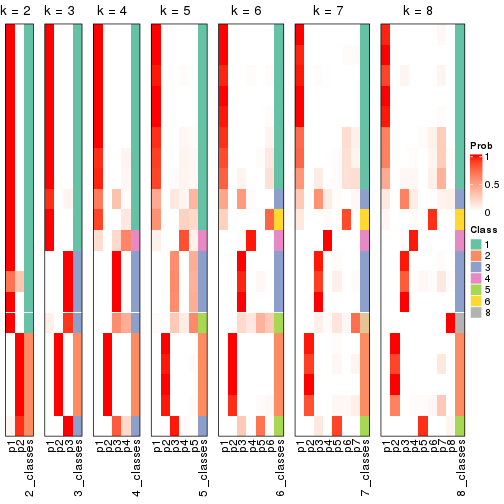 k = 2 k = 3 k = 4 k = 5 k = 6 k = 7 k = 8
Prob
1
0.5
0
Class
1
2
3
4
5
6
7
8
p1 p2 2_classes
p1 p2 p3 3_classes
p1 p2 p3 p4 4_classes
p1 p2 p3 p4 p5 5_classes
p1 p2 p3 p4 p5 p6 6_classes
p1 p2 p3 p4 p5 p6 p7 7_classes
p1 p2 p3 p4 p5 p6 p7 p8 8_classes